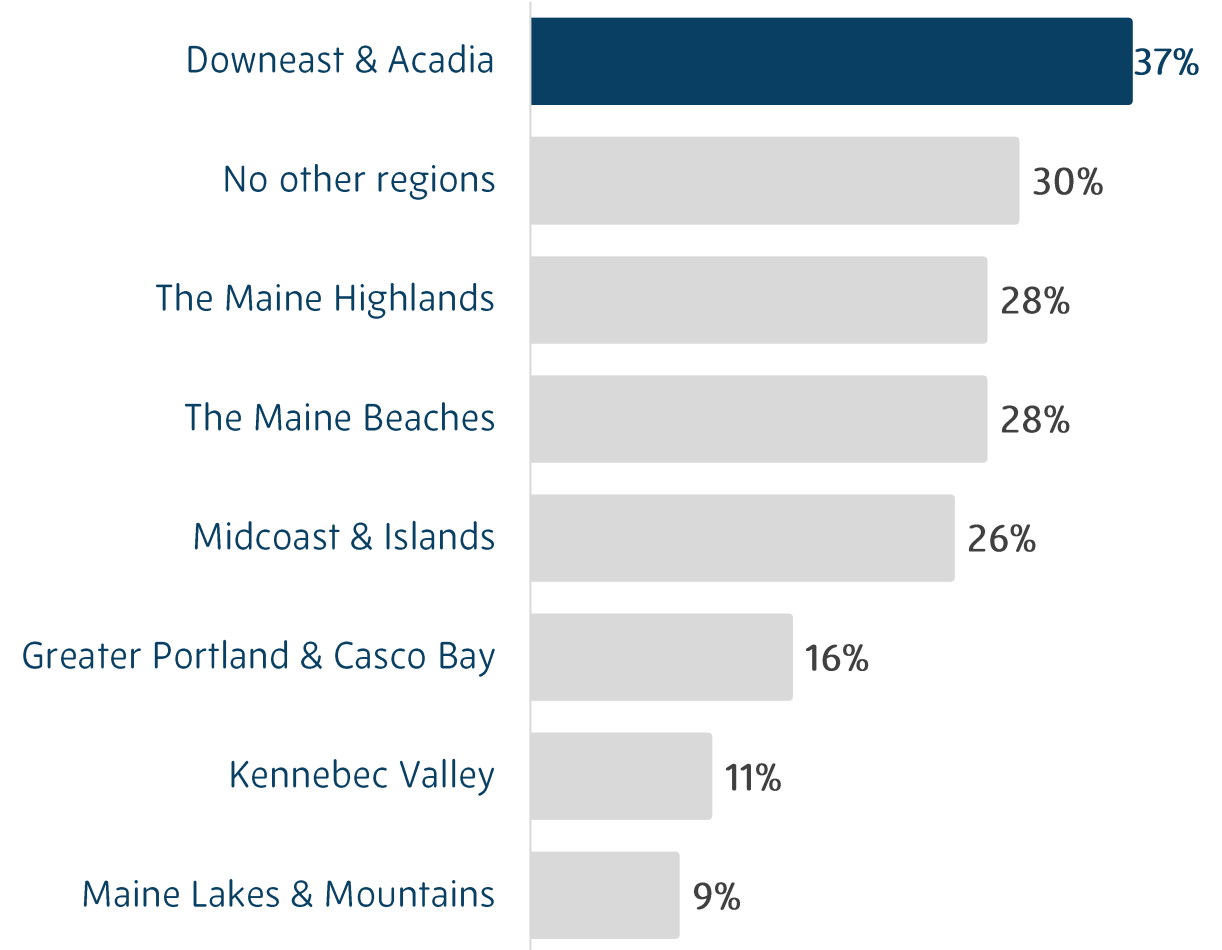 Downeast & Acadia 37%
No other regions 30%
The Maine Highlands 28%
The Maine Beaches 28%
Midcoast & Islands 26%
Greater Portland & Casco Bay 16%
Kennebec Valley 11%
Maine Lakes & Mountains 9%